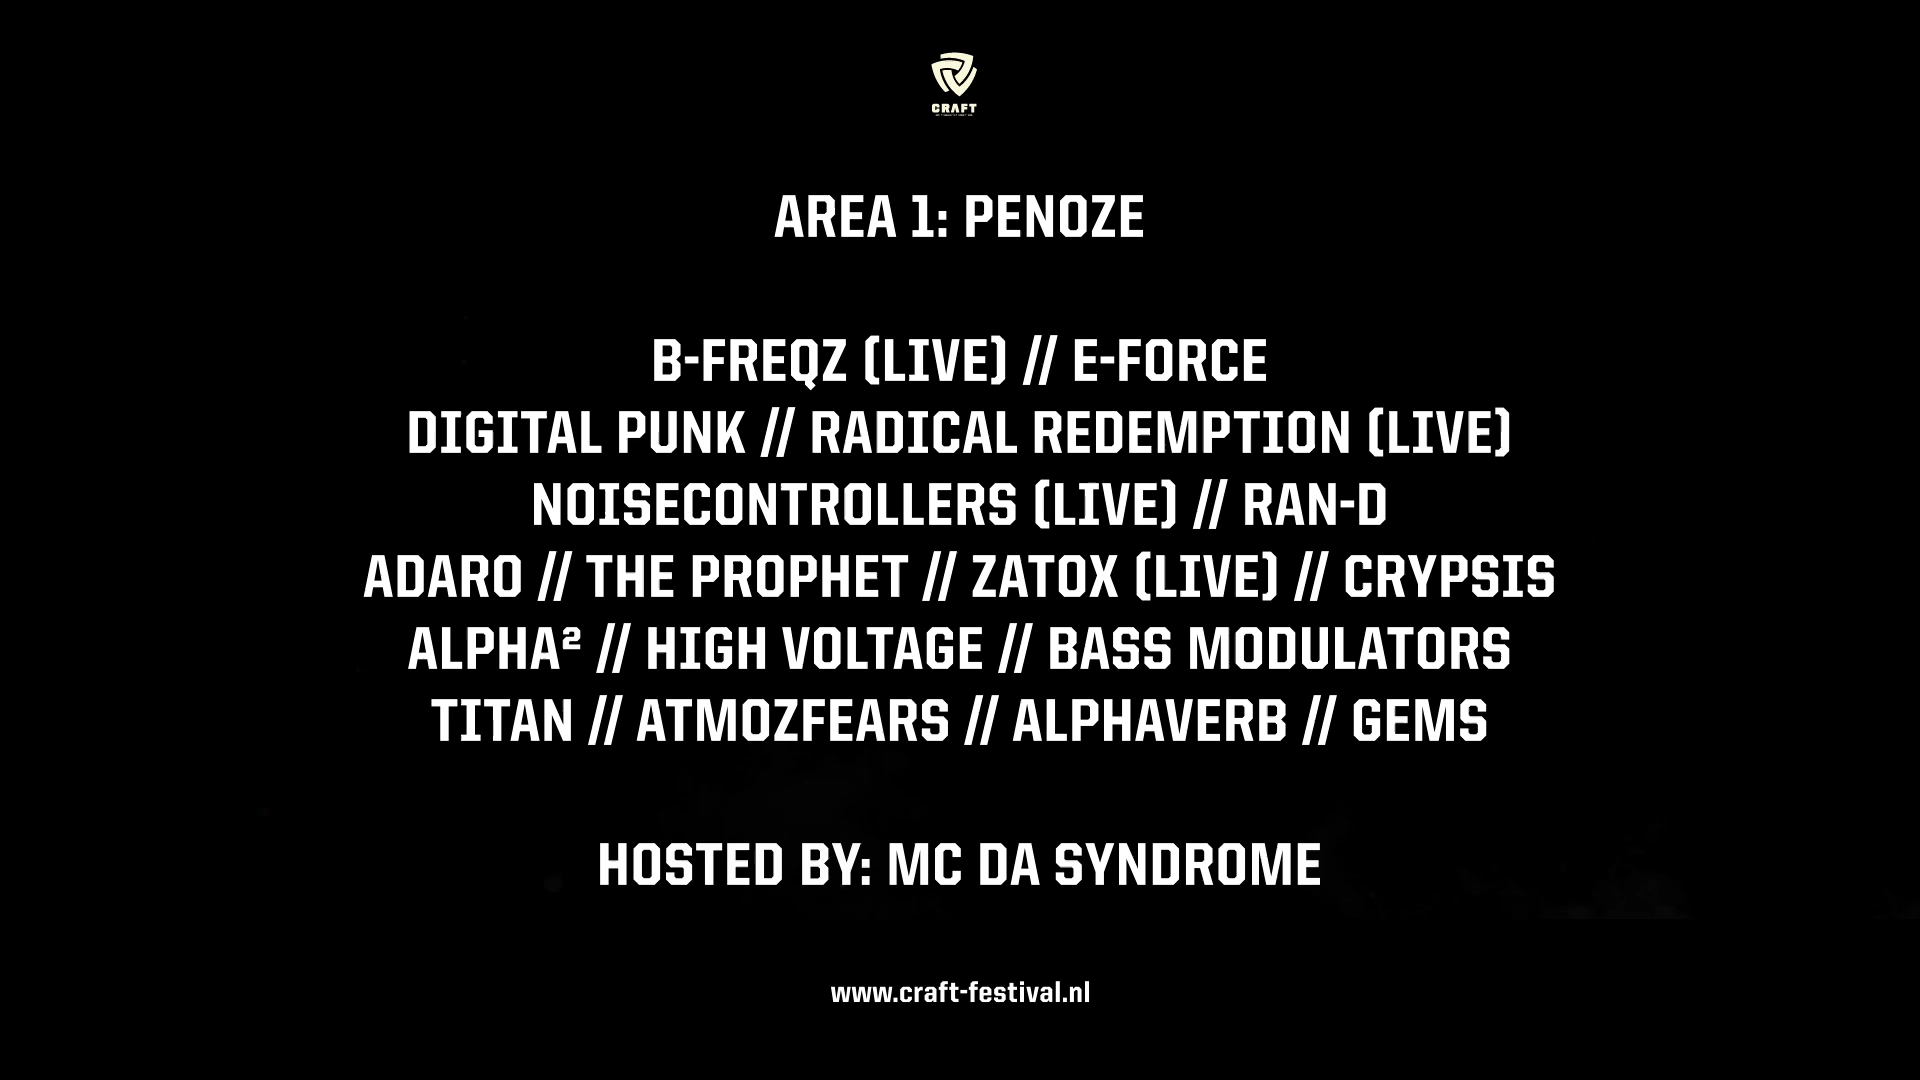 CRAFT
AREA 1: PENOZE
B-FREQZ (LIVE) // E-FORCE
DIGITAL PUNK // RADICAL REDEMPTION (LIVE)
NOISECONTROLLERS (LIVE) // RAN-D
ADARO // THE PROPHET // ZATOX (LIVE) // CRYPSIS
ALPHA² // HIGH VOLTAGE // BASS MODULATORS
TITAN // ATMOZFEARS // ALPHAVERB // GEMS
HOSTED BY: MC DA SYNDROME
www.craft-festival.nl